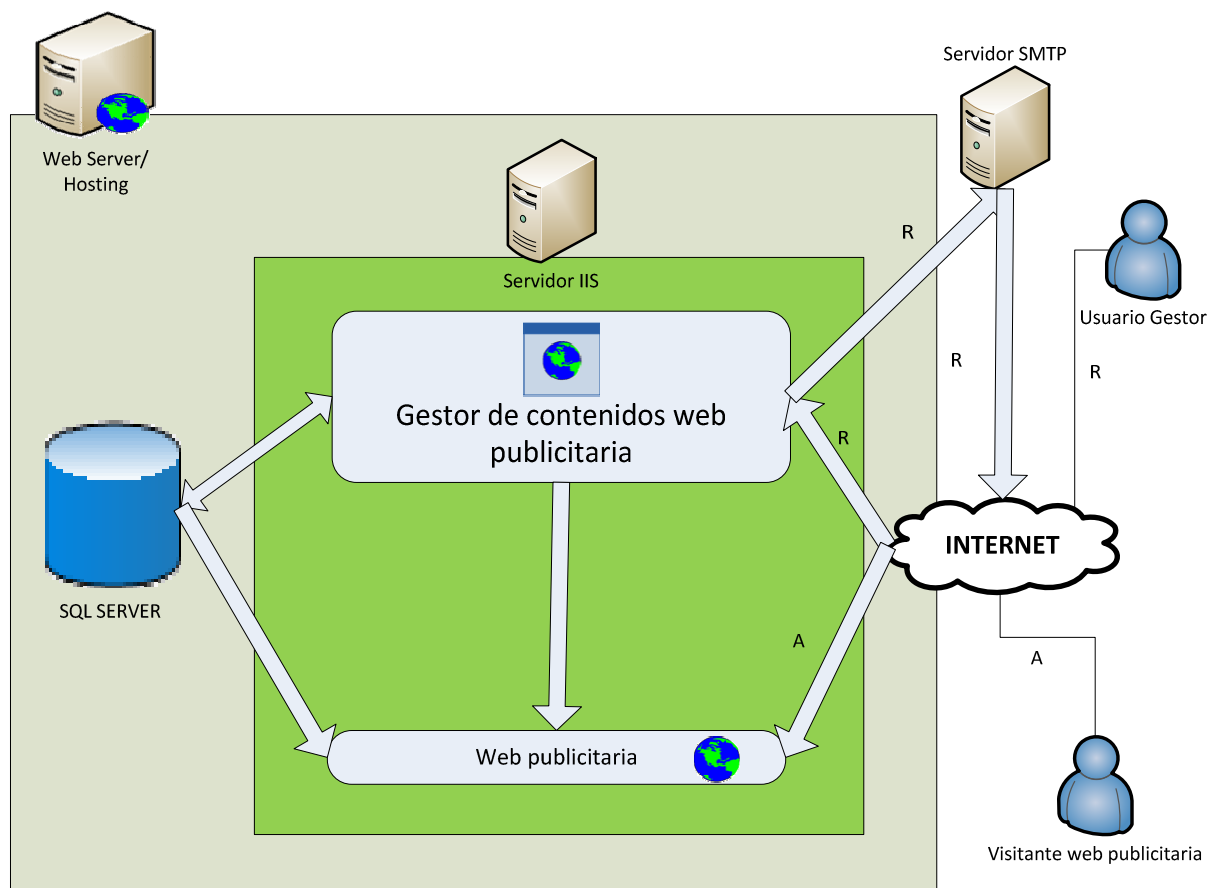 Servidor SMTP
Web Server/
Hosting
Servidor IIS
R
Usuario Gestor
R
R
Gestor de contenidos web
publicitaria
R
INTERNET
SQL SERVER
A
A
Web publicitaria
Visitante web publicitaria